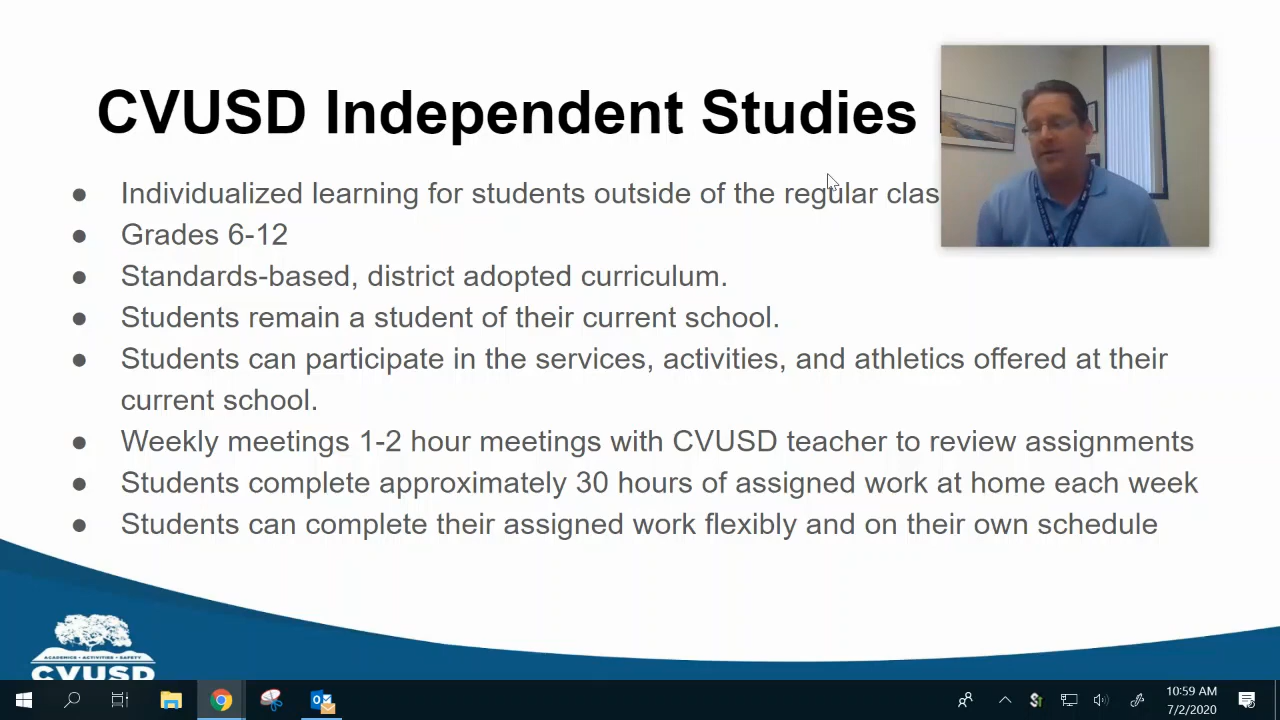 CVUSD Independent Studies
Individualized learning for students outside of the regular clas
Grades 6-12
Standards-based, district adopted curriculum.
Students remain a student of their current school.
Students can participate in the services, activities, and athletics offered at their
current school.
Weekly meetings 1-2 hour meetings with CVUSD teacher to review assignments
Students complete approximately 30 hours of assigned work at home each week
Students can complete their assigned work flexibly and on their own schedule
ACADEMICS • ACTIVITIES • SAFETY
CVUSD
10:59 AM
7/2/2020